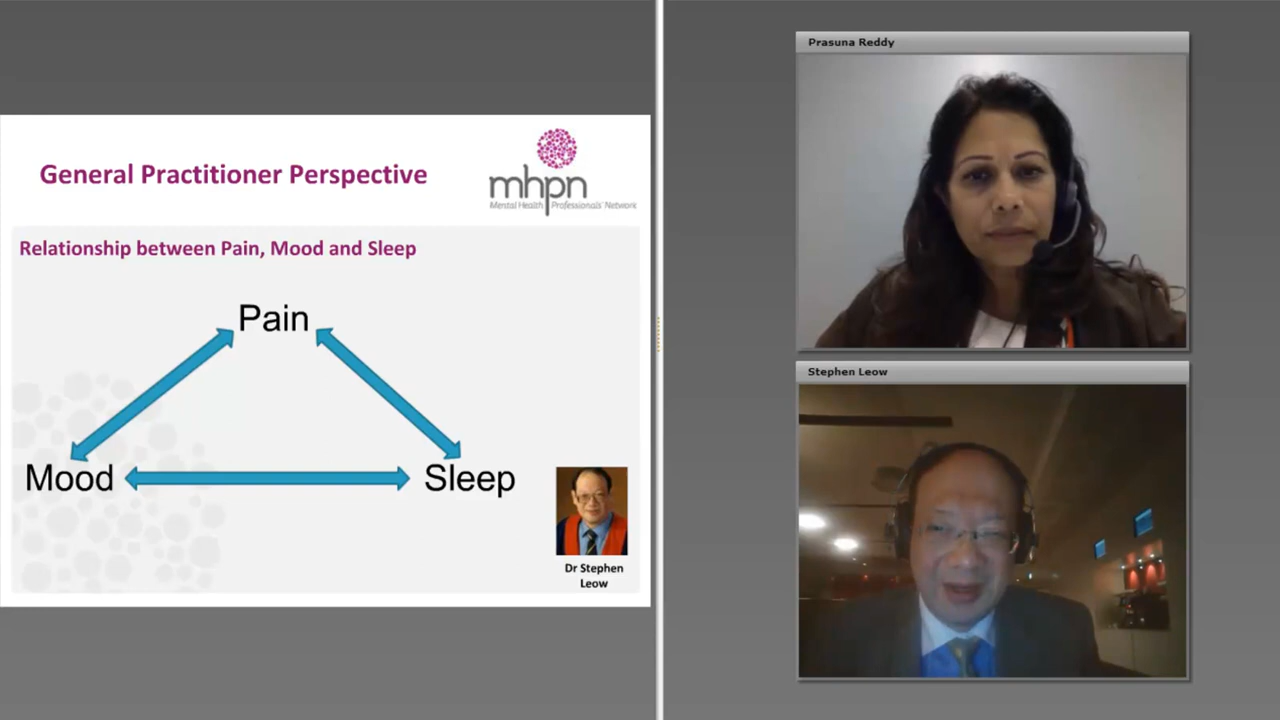 General Practitioner Perspective
mhpn
Mental Health Professionals' Network
Relationship between Pain, Mood and Sleep
Pain
Mood
Sleep
Dr Stephen
Leow
Prasuna Reddy
Stephen Leow